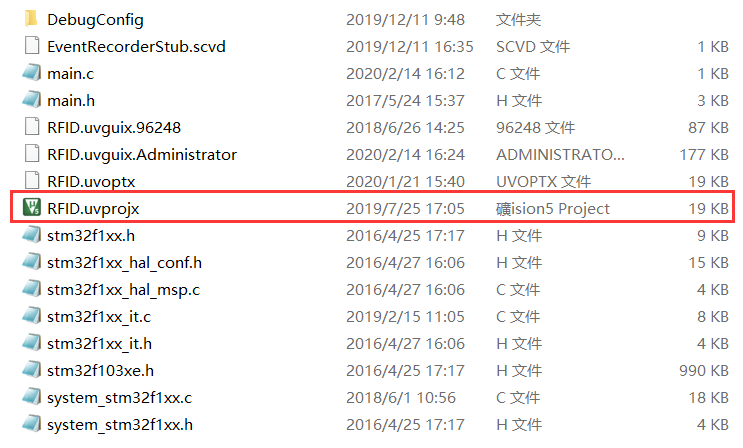 DebugConfig 2019/12/11 9:48 文件夹
EventRecorderStub.scvd 2019/12/11 16:35 SCVD 文件 1 KB
main.c 2020/2/14 16:12 C 文件 1 KB
main.h 2017/5/24 15:37 H 文件 3 KB
RFID.uvguix.96248 2018/6/26 14:25 96248 文件 87 KB
RFID.uvguix.Administrator 2020/2/14 16:24 ADMINISTRATO... 177 KB
RFID.uvoptx 2020/1/21 15:40 UVOPTX 文件 19 KB
RFID.uvprojx 2019/7/25 17:05 礦ision5 Project 19 KB
stm32f1xx.h 2016/4/25 17:17 H 文件 9 KB
stm32f1xx_hal_conf.h 2016/4/27 16:06 H 文件 15 KB
stm32f1xx_hal_msp.c 2016/4/27 16:06 C 文件 4 KB
stm32f1xx_it.c 2019/2/15 11:05 C 文件 8 KB
stm32f1xx_it.h 2016/4/27 16:06 H 文件 4 KB
stm32f103xe.h 2016/4/25 17:17 H 文件 990 KB
system_stm32f1xx.c 2018/6/1 10:56 C 文件 18 KB
system_stm32f1xx.h 2016/4/25 17:17 H 文件 4 KB